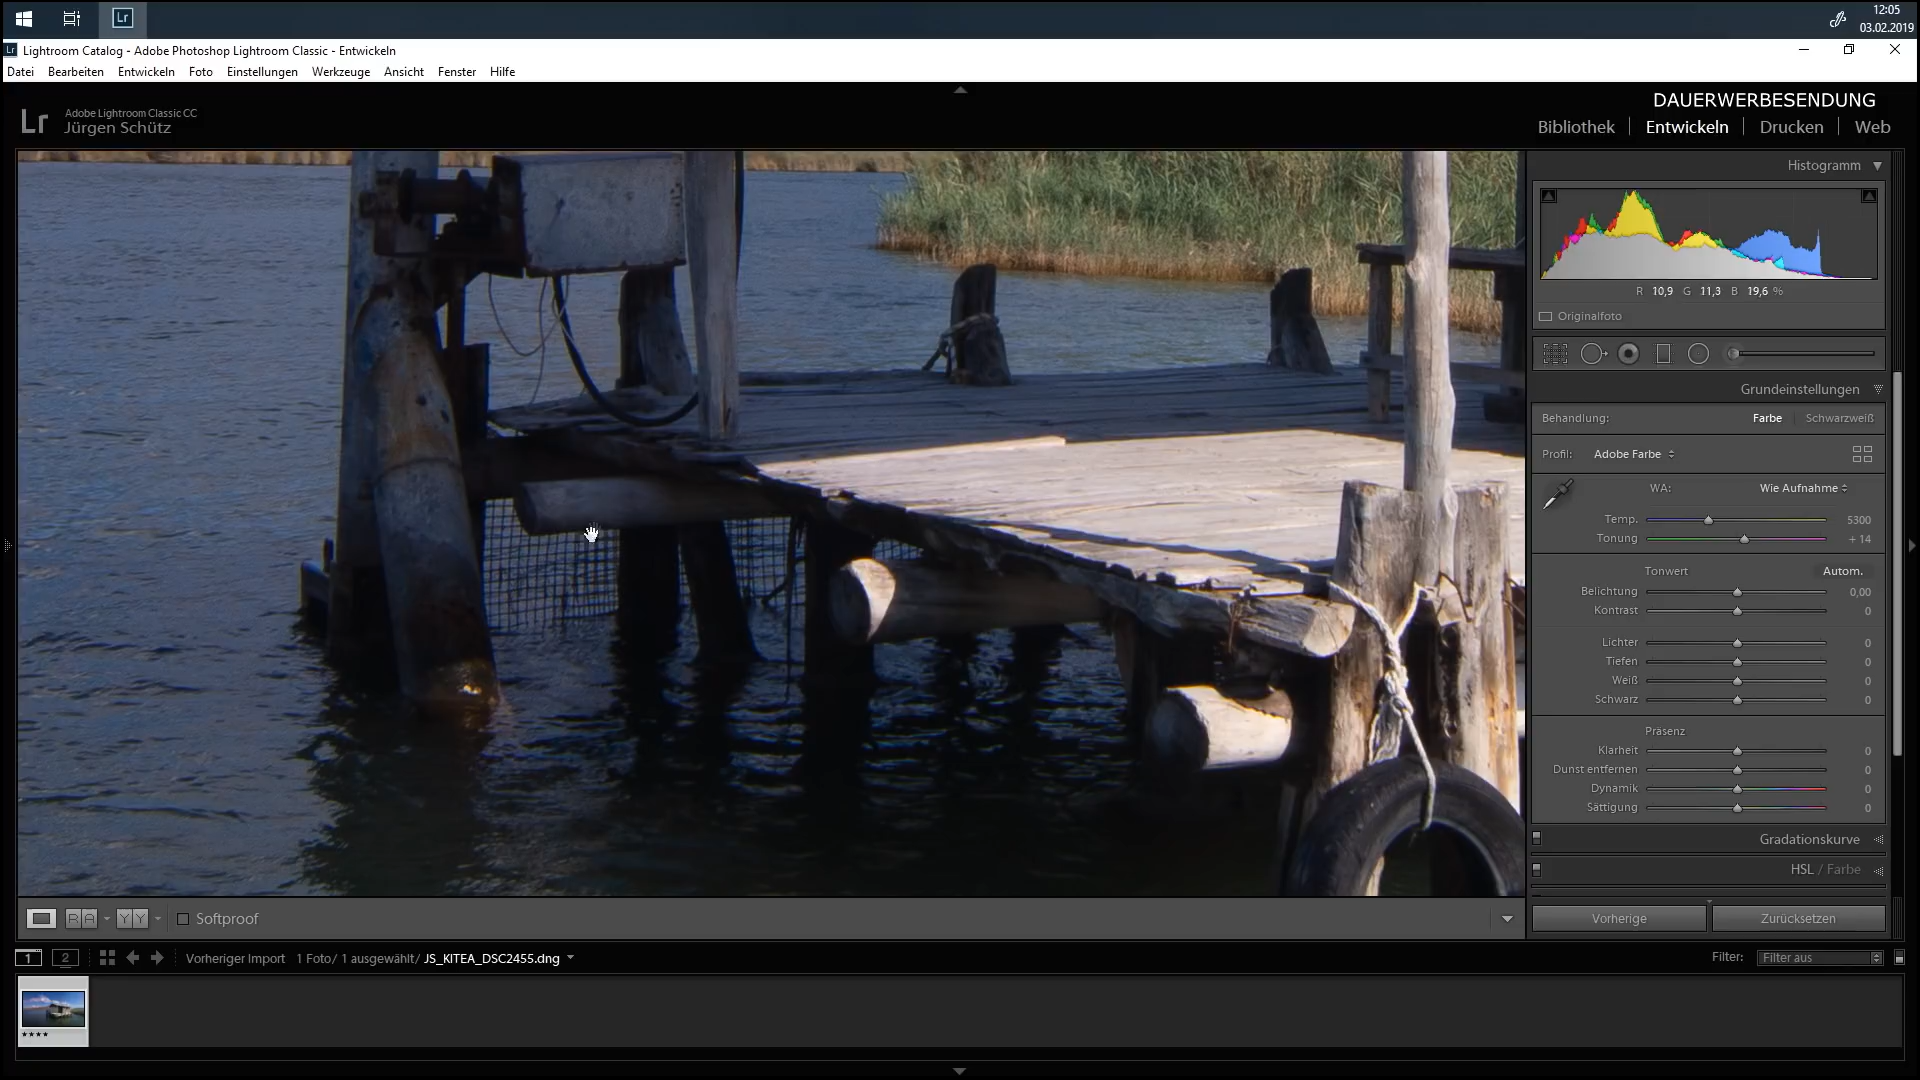 12:05
03.02.2019
Lr Lightroom Catalog - Adobe Photoshop Lightroom Classic - Entwickeln
Datei Bearbeiten Entwickeln Foto Einstellungen Werkzeuge Ansicht Fenster Hilfe
DAUERWERBESENDUNG
Lr Adobe Lightroom Classic CC
Jürgen Schütz
Bibliothek | Entwickeln | Drucken | Web
Histogramm
R 10,9 G 11,3 B 19,6 %
Originalfoto
Grundeinstellungen
Behandlung: Farbe | Schwarzweiß
Profil: Adobe Farbe
WA: Wie Aufnahme
Temp. 5300
Tonung + 14
Tonwert Autom.
Belichtung 0,00
Kontrast 0
Lichter 0
Tiefen 0
Weiß 0
Schwarz 0
Präsenz
Klarheit 0
Dunst entfernen 0
Dynamik 0
Sättigung 0
Gradationskurve
HSL / Farbe
R A Y Y Softproof
Vorherige Zurücksetzen
1 2 Vorheriger Import 1 Foto/ 1 ausgewählt/ JS_KITEA_DSC2455.dng
Filter: Filter aus